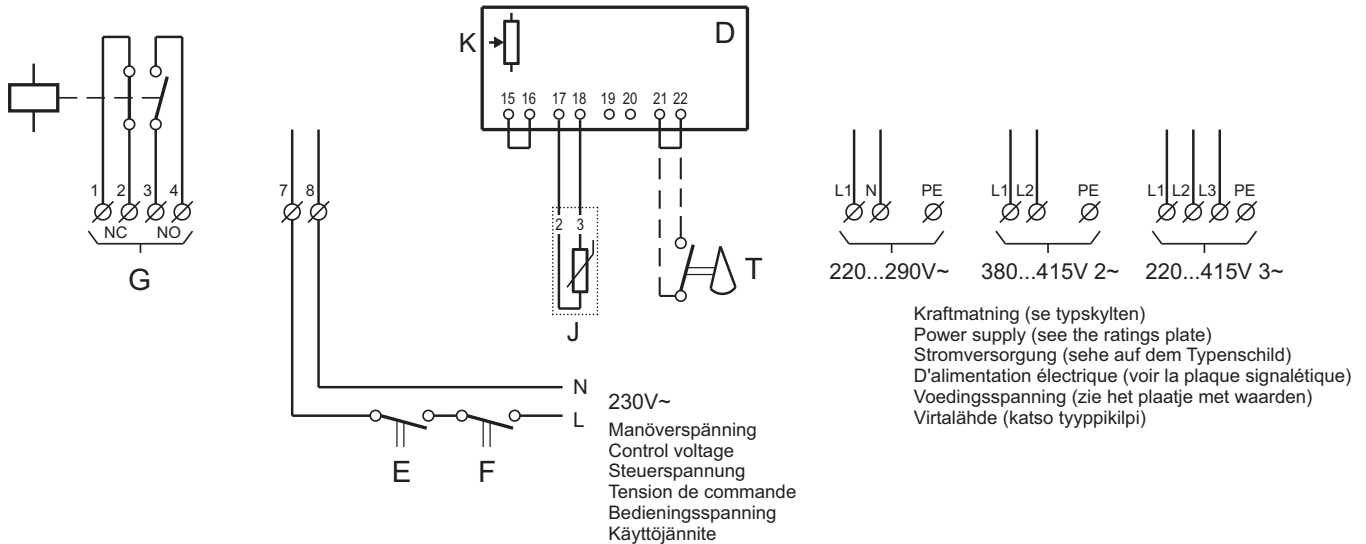 K
D
15 16 17 18 19 20 21 22
1 2 3 4
NC NO
G
7 8
2 3
J
T
L1 N PE
220...290V~
L1 L2 PE
380...415V 2~
L1 L2 L3 PE
220...415V 3~
Kraftmatning (se typskylten)
Power supply (see the ratings plate)
Stromversorgung (sehe auf dem Typenschild)
D'alimentation électrique (voir la plaque signalétique)
Voedingsspanning (zie het plaatje met waarden)
Virtalähde (katso tyyppikilpi)
N
L
E F
230V~
Manöverspänning
Control voltage
Steuerspannung
Tension de commande
Bedieningsspanning
Käyttöjännite